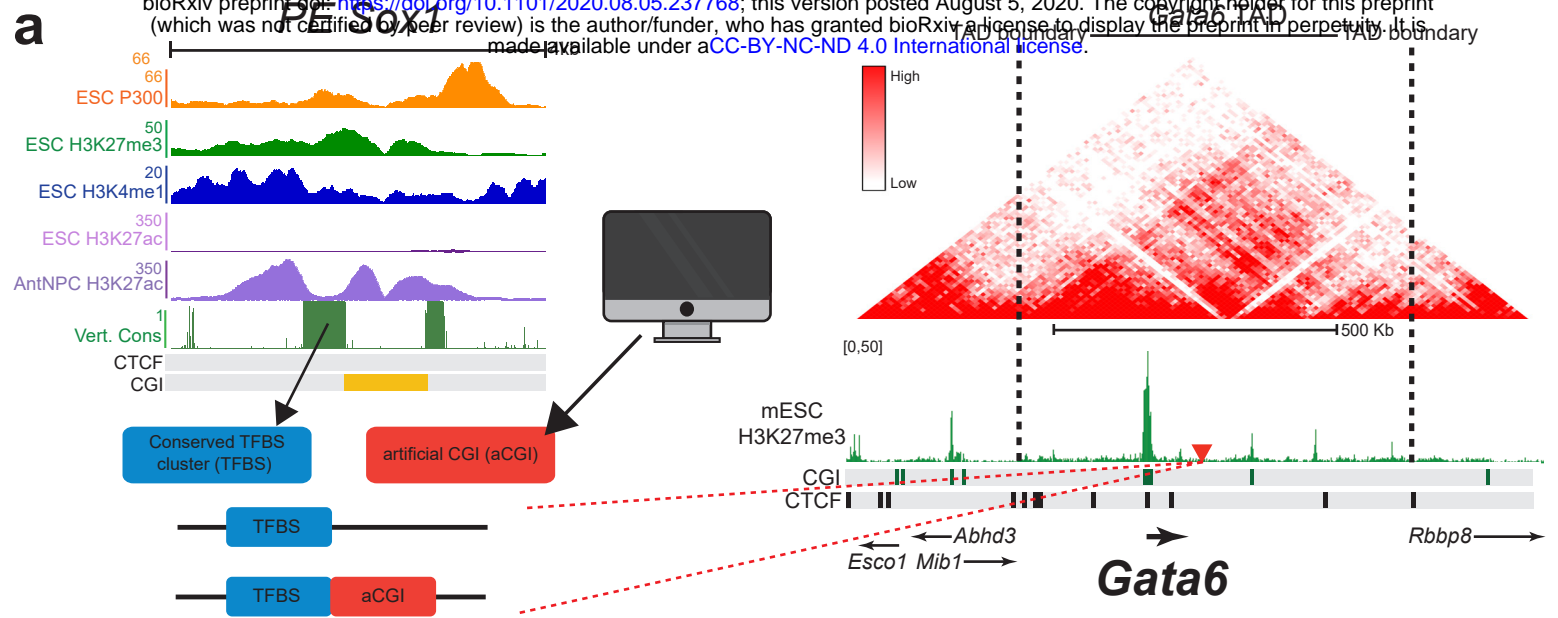 bioRxiv preprint doi: https://doi.org/10.1101/2020.08.05.237768; this version posted August 5, 2020. The copyright holder for this preprint
(which was not certified by peer review) is the author/funder, who has granted bioRxiv a license to display the preprint in perpetuity. It is
made available under aCC-BY-NC-ND 4.0 International license.
a
PE Sox1
4kb
66
66
ESC P300
50
ESC H3K27me3
20
ESC H3K4me1
350
ESC H3K27ac
350
AntNPC H3K27ac
1
Vert. Cons
CTCF
CGI
Conserved TFBS
cluster (TFBS)
artificial CGI (aCGI)
TFBS
TFBS
aCGI
Gata6 TAD
TAD boundary
TAD boundary
High
Low
500 Kb
[0,50]
mESC
H3K27me3
CGI
CTCF
Abhd3
Rbbp8
Esco1
Mib1
Gata6